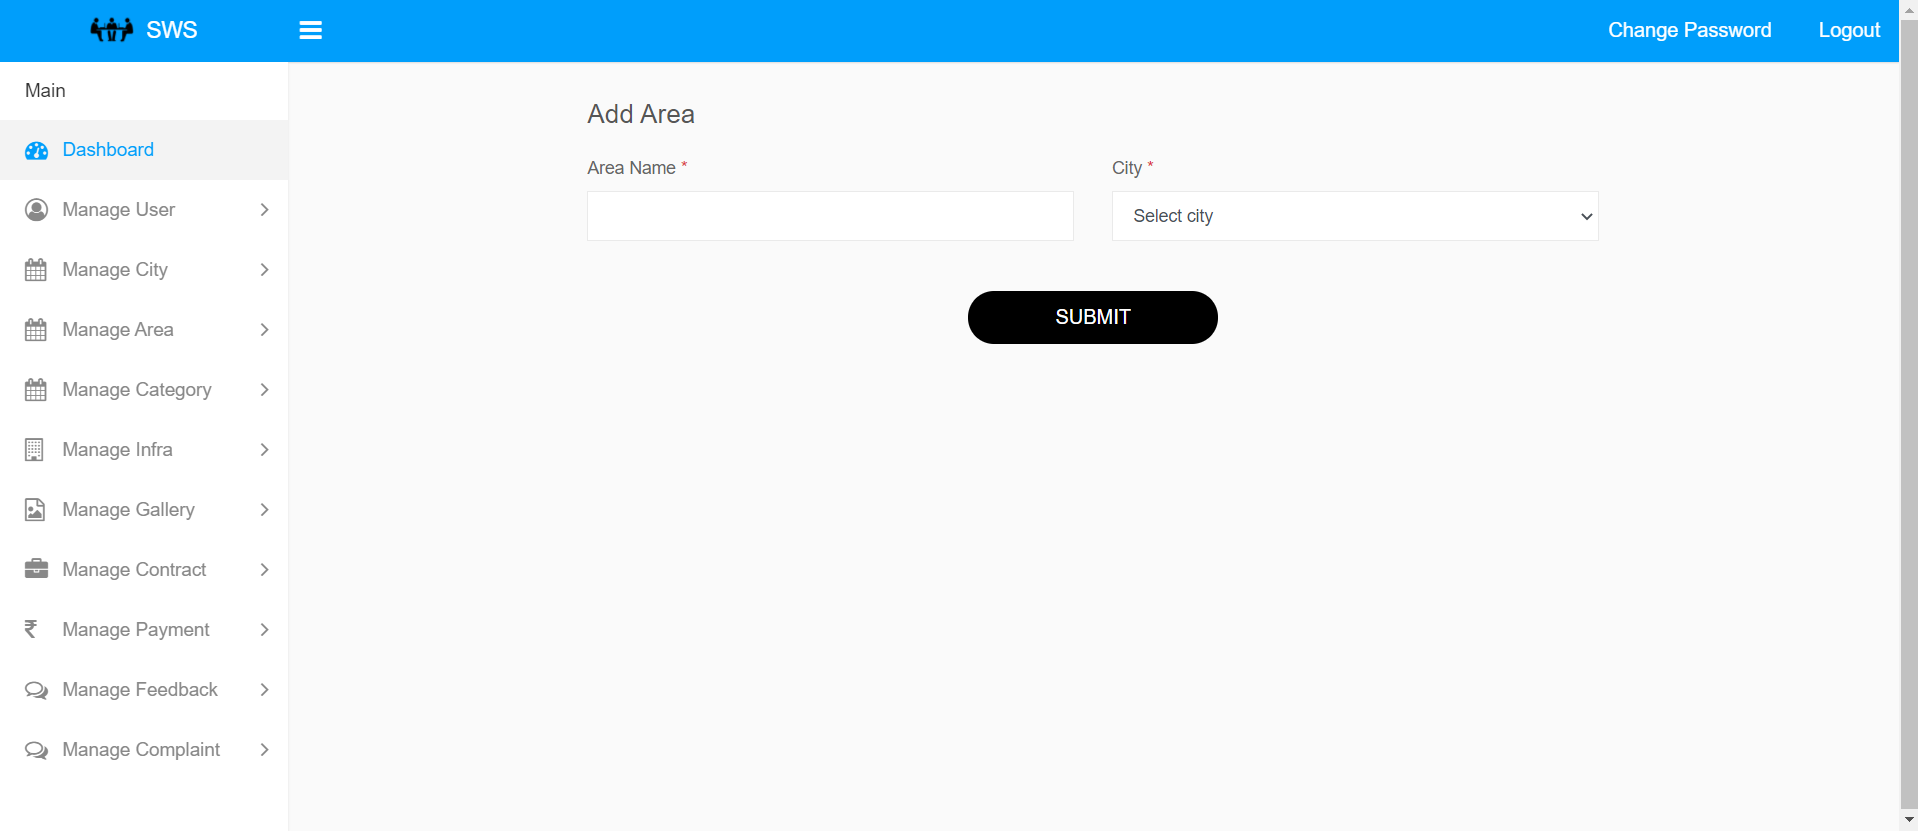 SWS
Change Password
Logout
Main
Dashboard
Manage User
Manage City
Manage Area
Manage Category
Manage Infra
Manage Gallery
Manage Contract
₹ Manage Payment
Manage Feedback
Manage Complaint
Add Area
Area Name *
City *
Select city
SUBMIT